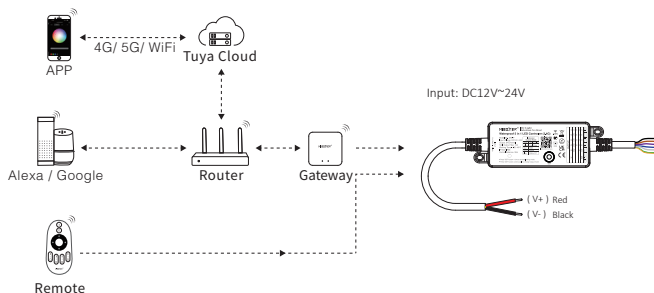 4G/ 5G/ WiFi
APP
Tuya Cloud
Input: DC12V~24V
Alexa / Google
Router
Gateway
( V+ ) Red
( V- ) Black
Remote